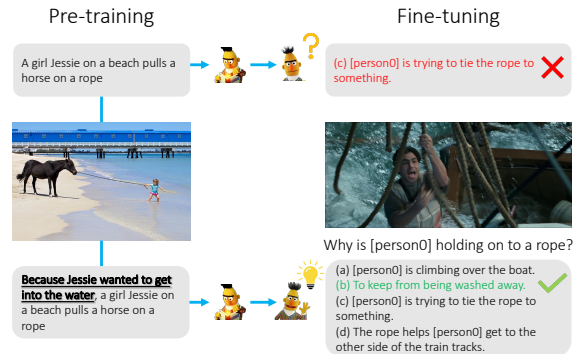 Pre-training
Fine-tuning
A girl Jessie on a beach pulls a
horse on a rope
?
(c) [person0] is trying to tie the rope to
something.
Why is [person0] holding on to a rope?
Because Jessie wanted to get
into the water, a girl Jessie on
a beach pulls a horse on a
rope
(a) [person0] is climbing over the boat.
(b) To keep from being washed away.
(c) [person0] is trying to tie the rope to
something.
(d) The rope helps [person0] get to the
other side of the train tracks.